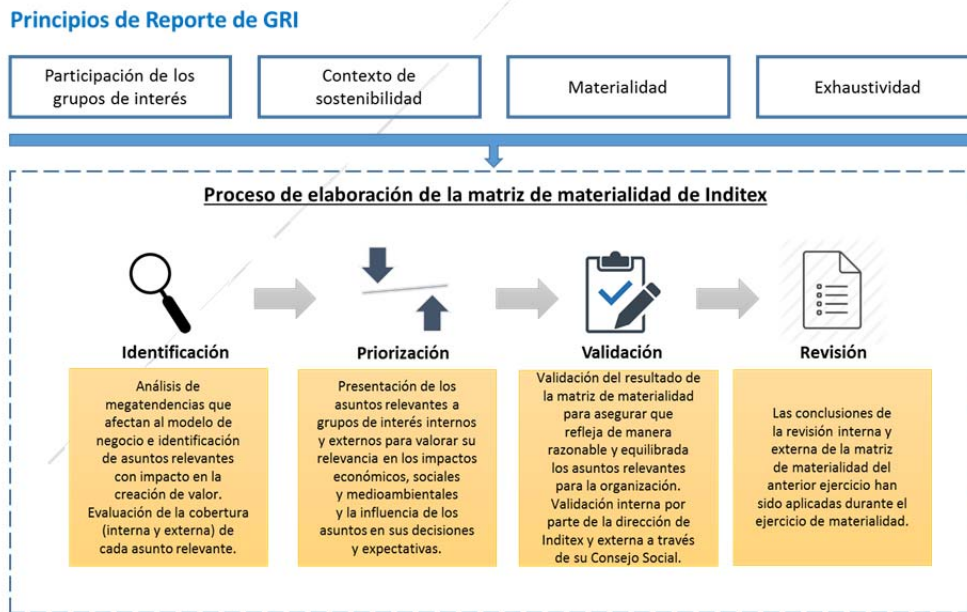 Principios de Reporte de GRI
Participación de los
grupos de interés
Contexto de
sostenibilidad
Materialidad
Exhaustividad
Proceso de elaboración de la matriz de materialidad de Inditex
Identificación
Análisis de
megatendencias que
afectan al modelo de
negocio e identificación
de asuntos relevantes
con impacto en la
creación de valor.
Evaluación de la cobertura
(interna y externa) de
cada asunto relevante.
Priorización
Presentación de los
asuntos relevantes a
grupos de interés internos
y externos para valorar su
relevancia en los impactos
económicos, sociales
y medioambientales
y la influencia de los
asuntos en sus decisiones
y expectativas.
Validación
Validación del resultado de
la matriz de materialidad
para asegurar que
refleja de manera
razonable y equilibrada
los asuntos relevantes
para la organización.
Validación interna por
parte de la dirección de
Inditex y externa a través
de su Consejo Social.
Revisión
Las conclusiones de
la revisión interna y
externa de la matriz
de materialidad del
anterior ejercicio han
sido aplicadas durante el
ejercicio de materialidad.